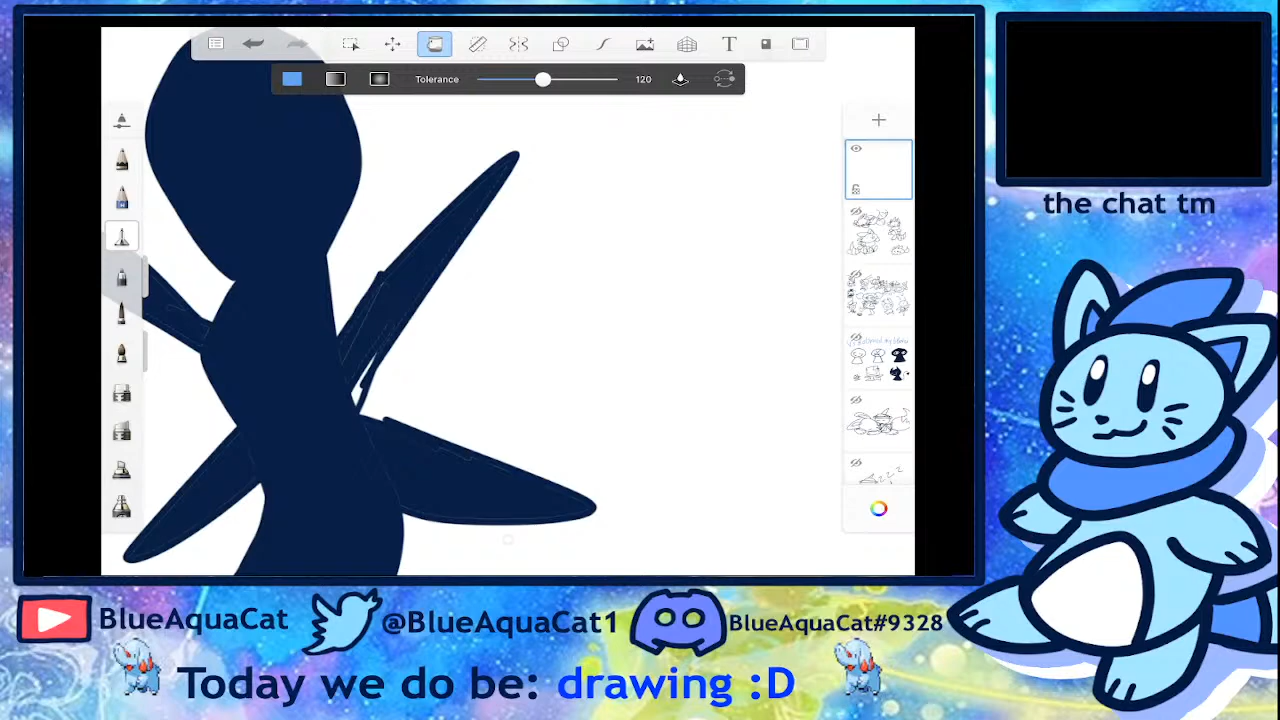 T
Tolerance 120
the chat tm
BlueAquaCat @BlueAquaCat1 BlueAquaCat#9328
Today we do be: drawing :D